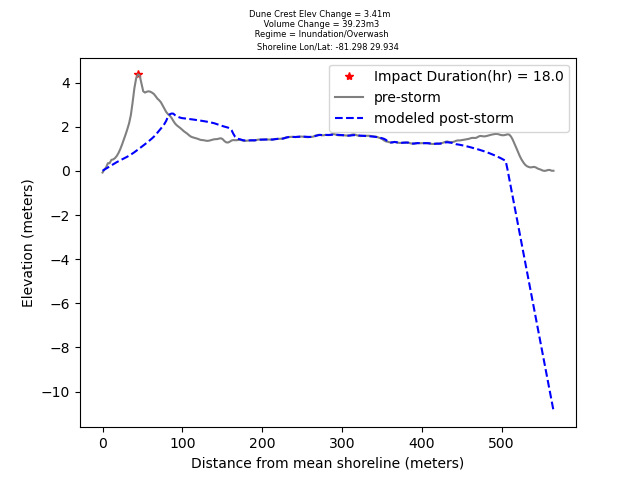 Dune Crest Elev Change = 3.41m
Volume Change = 39.23m3
Regime = Inundation/Overwash
Shoreline Lon/Lat: -81.298 29.934
Impact Duration(hr) = 18.0
pre-storm
modeled post-storm
Elevation (meters)
4
2
0
−2
−4
−6
−8
−10
0 100 200 300 400 500
Distance from mean shoreline (meters)